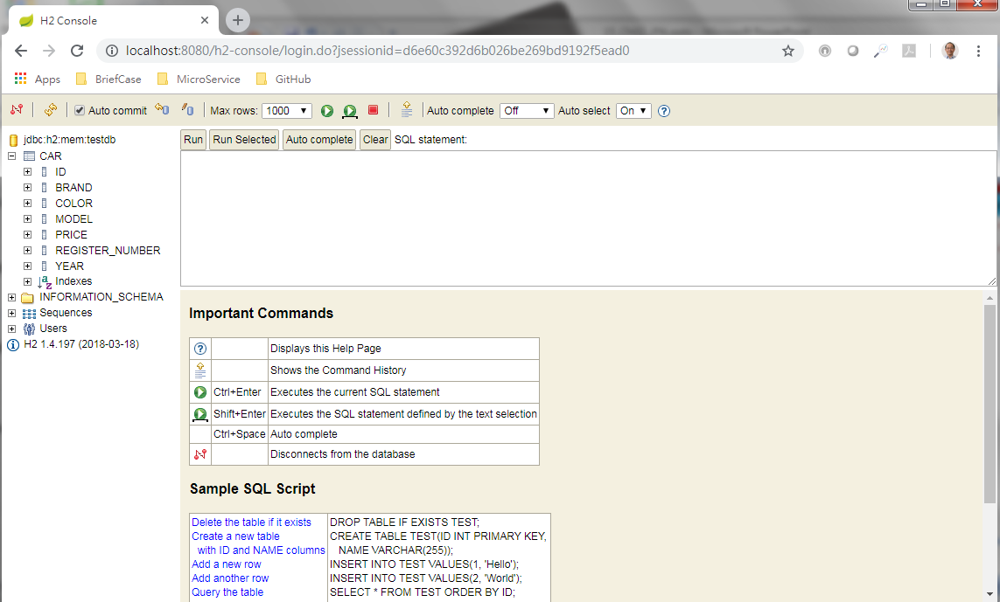 H2 Console
localhost:8080/h2-console/login.do?jsessionid=d6e60c392d6b026be269bd9192f5ead0
Apps BriefCase MicroService GitHub
Auto commit Max rows: 1000 Auto complete Off Auto select On
jdbc:h2:mem:testdb
CAR
ID
BRAND
COLOR
MODEL
PRICE
REGISTER_NUMBER
YEAR
Indexes
INFORMATION_SCHEMA
Sequences
Users
H2 1.4.197 (2018-03-18)
Run Run Selected Auto complete Clear SQL statement:
Important Commands
Displays this Help Page
Shows the Command History
Ctrl+Enter Executes the current SQL statement
Shift+Enter Executes the SQL statement defined by the text selection
Ctrl+Space Auto complete
Disconnects from the database
Sample SQL Script
Delete the table if it exists DROP TABLE IF EXISTS TEST;
Create a new table CREATE TABLE TEST(ID INT PRIMARY KEY,
with ID and NAME columns NAME VARCHAR(255));
Add a new row INSERT INTO TEST VALUES(1, 'Hello');
Add another row INSERT INTO TEST VALUES(2, 'World');
Query the table SELECT * FROM TEST ORDER BY ID;